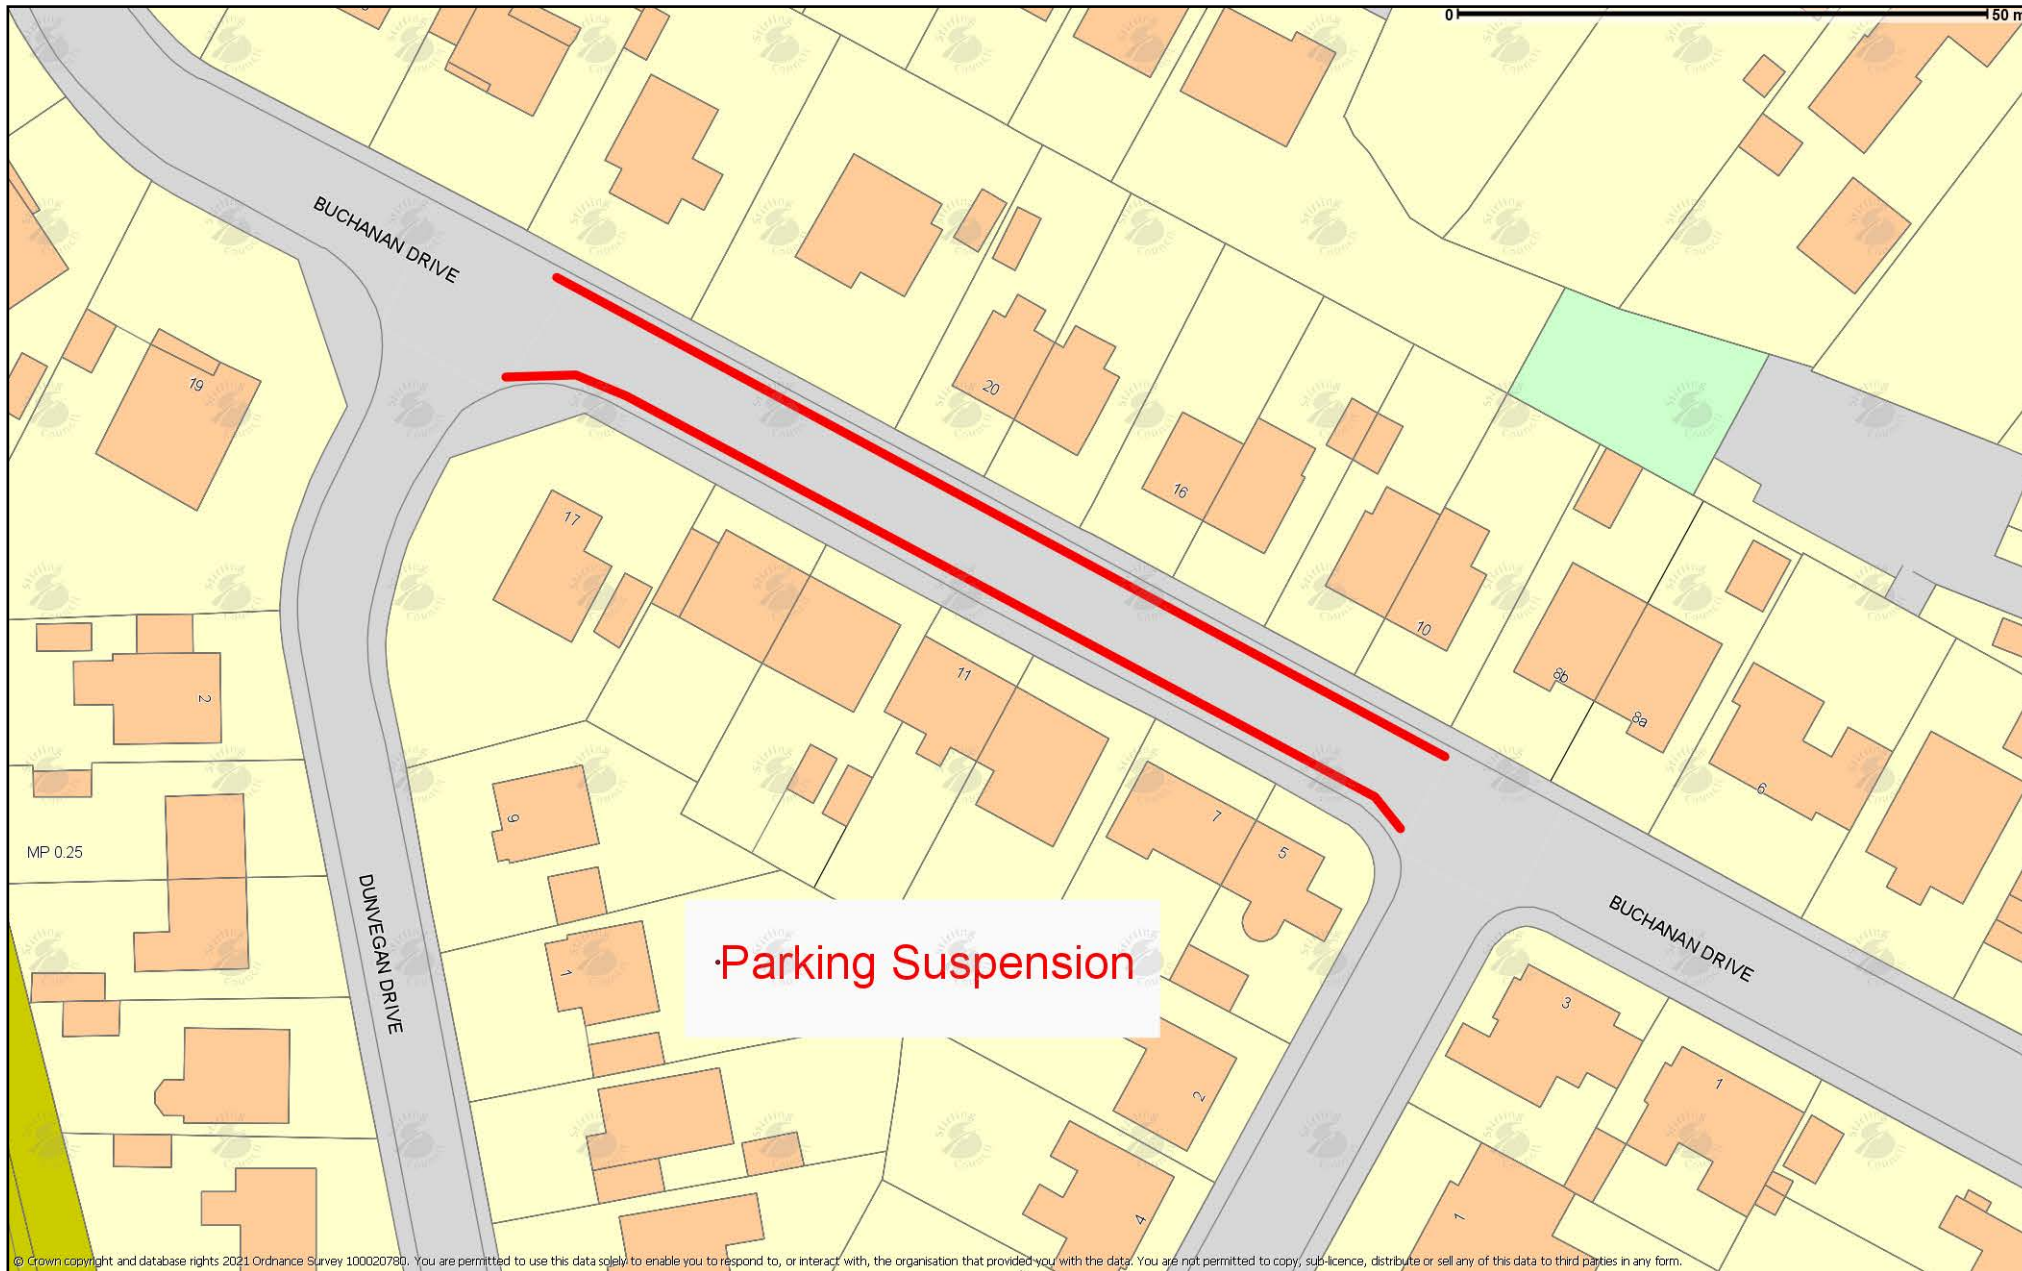 0 50 m
BUCHANAN DRIVE
19
20
16
17
10
11
8b
8a
2
6
7
9
5
MP 0.25
DUNVEGAN DRIVE
BUCHANAN DRIVE
Parking Suspension
1
3
1
2
4
1
© Crown copyright and database rights 2021 Ordnance Survey 100020780. You are permitted to use this data solely to enable you to respond to, or interact with, the organisation that provided you with the data. You are not permitted to copy, sub-licence, distribute or sell any of this data to third parties in any form.
Stirling Council